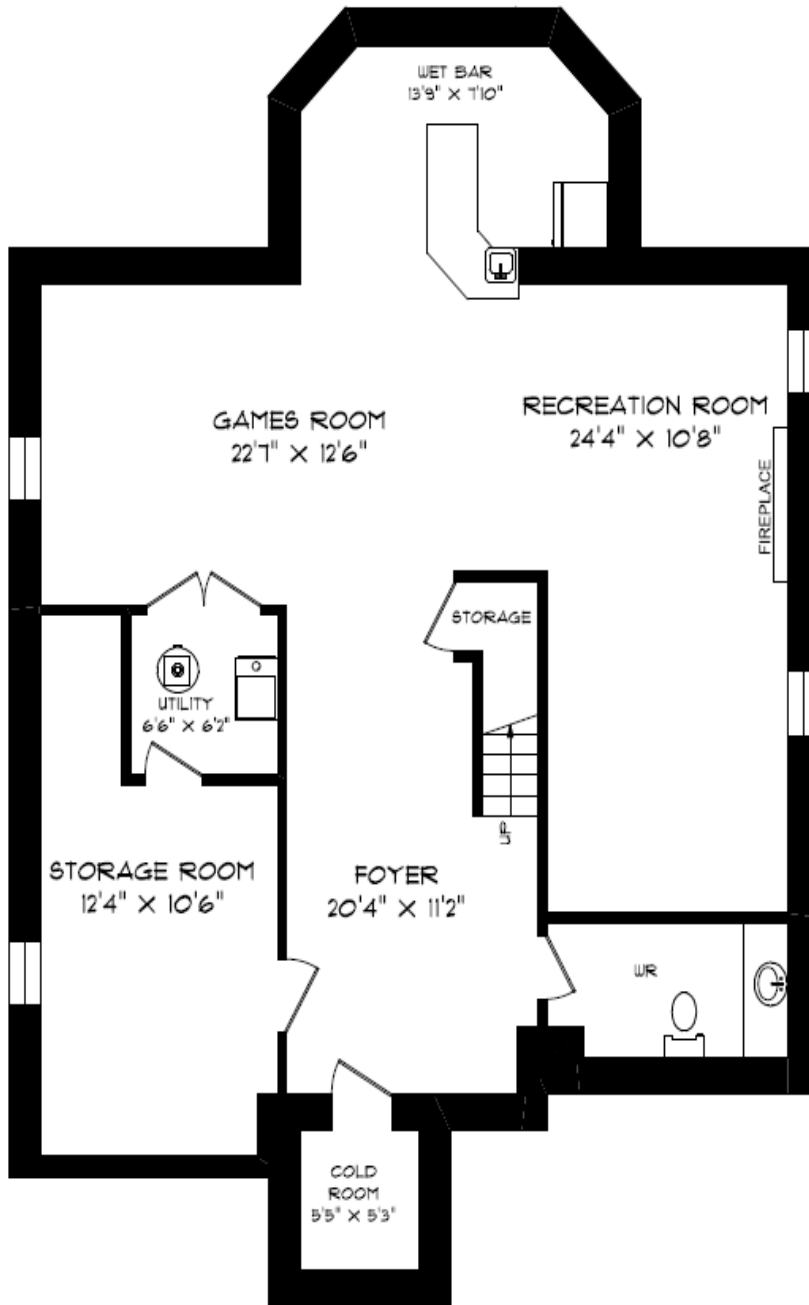 WET BAR
13'9" X 7'10"
GAMES ROOM
22'7" X 12'6"
RECREATION ROOM
24'4" X 10'8"
FIREPLACE
STORAGE
UTILITY
6'6" X 6'2"
UP
STORAGE ROOM
12'4" X 10'6"
FOYER
20'4" X 11'2"
WR
COLD
ROOM
5'5" X 5'3"